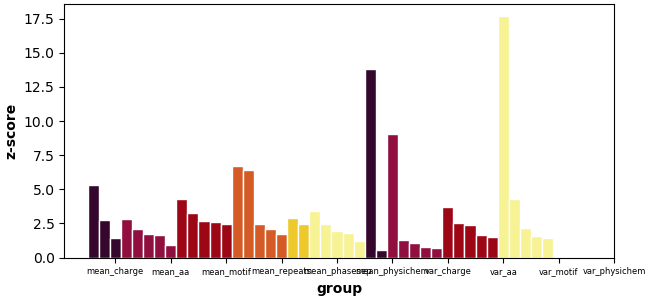 17.5
15.0
12.5
10.0
7.5
5.0
2.5
0.0
z-score
mean_charge mean_aa mean_motif mean_repeats mean_phasesep mean_physichem var_charge var_aa var_motif var_physichem
group